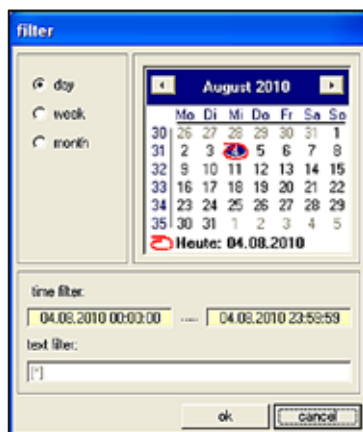 filter
day
week
month
August 2010
Mo Di Mi Do Fr Sa So
30 26 27 28 29 30 31 1
31 2 3 4 5 6 7 8
32 9 10 11 12 13 14 15
33 16 17 18 19 20 21 22
34 23 24 25 26 27 28 29
35 30 31 1 2 3 4 5
Heute: 04.08.2010
time filter:
04.08.2010 00:00:00 ---- 04.08.2010 23:59:59
text filter:
[*]
ok cancel